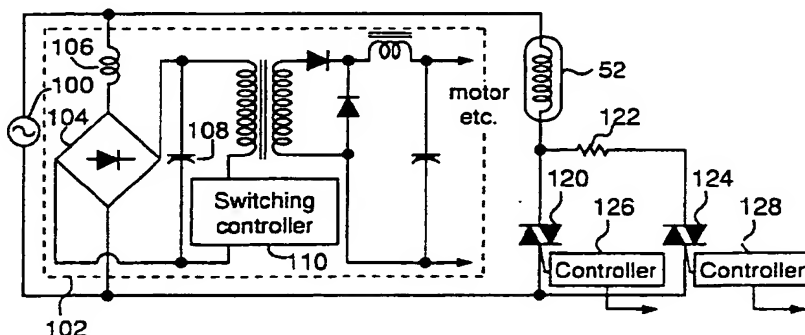 106
100
104
108
Switching
controller
110
102
motor
etc.
52
122
120
124
126
128
Controller
Controller